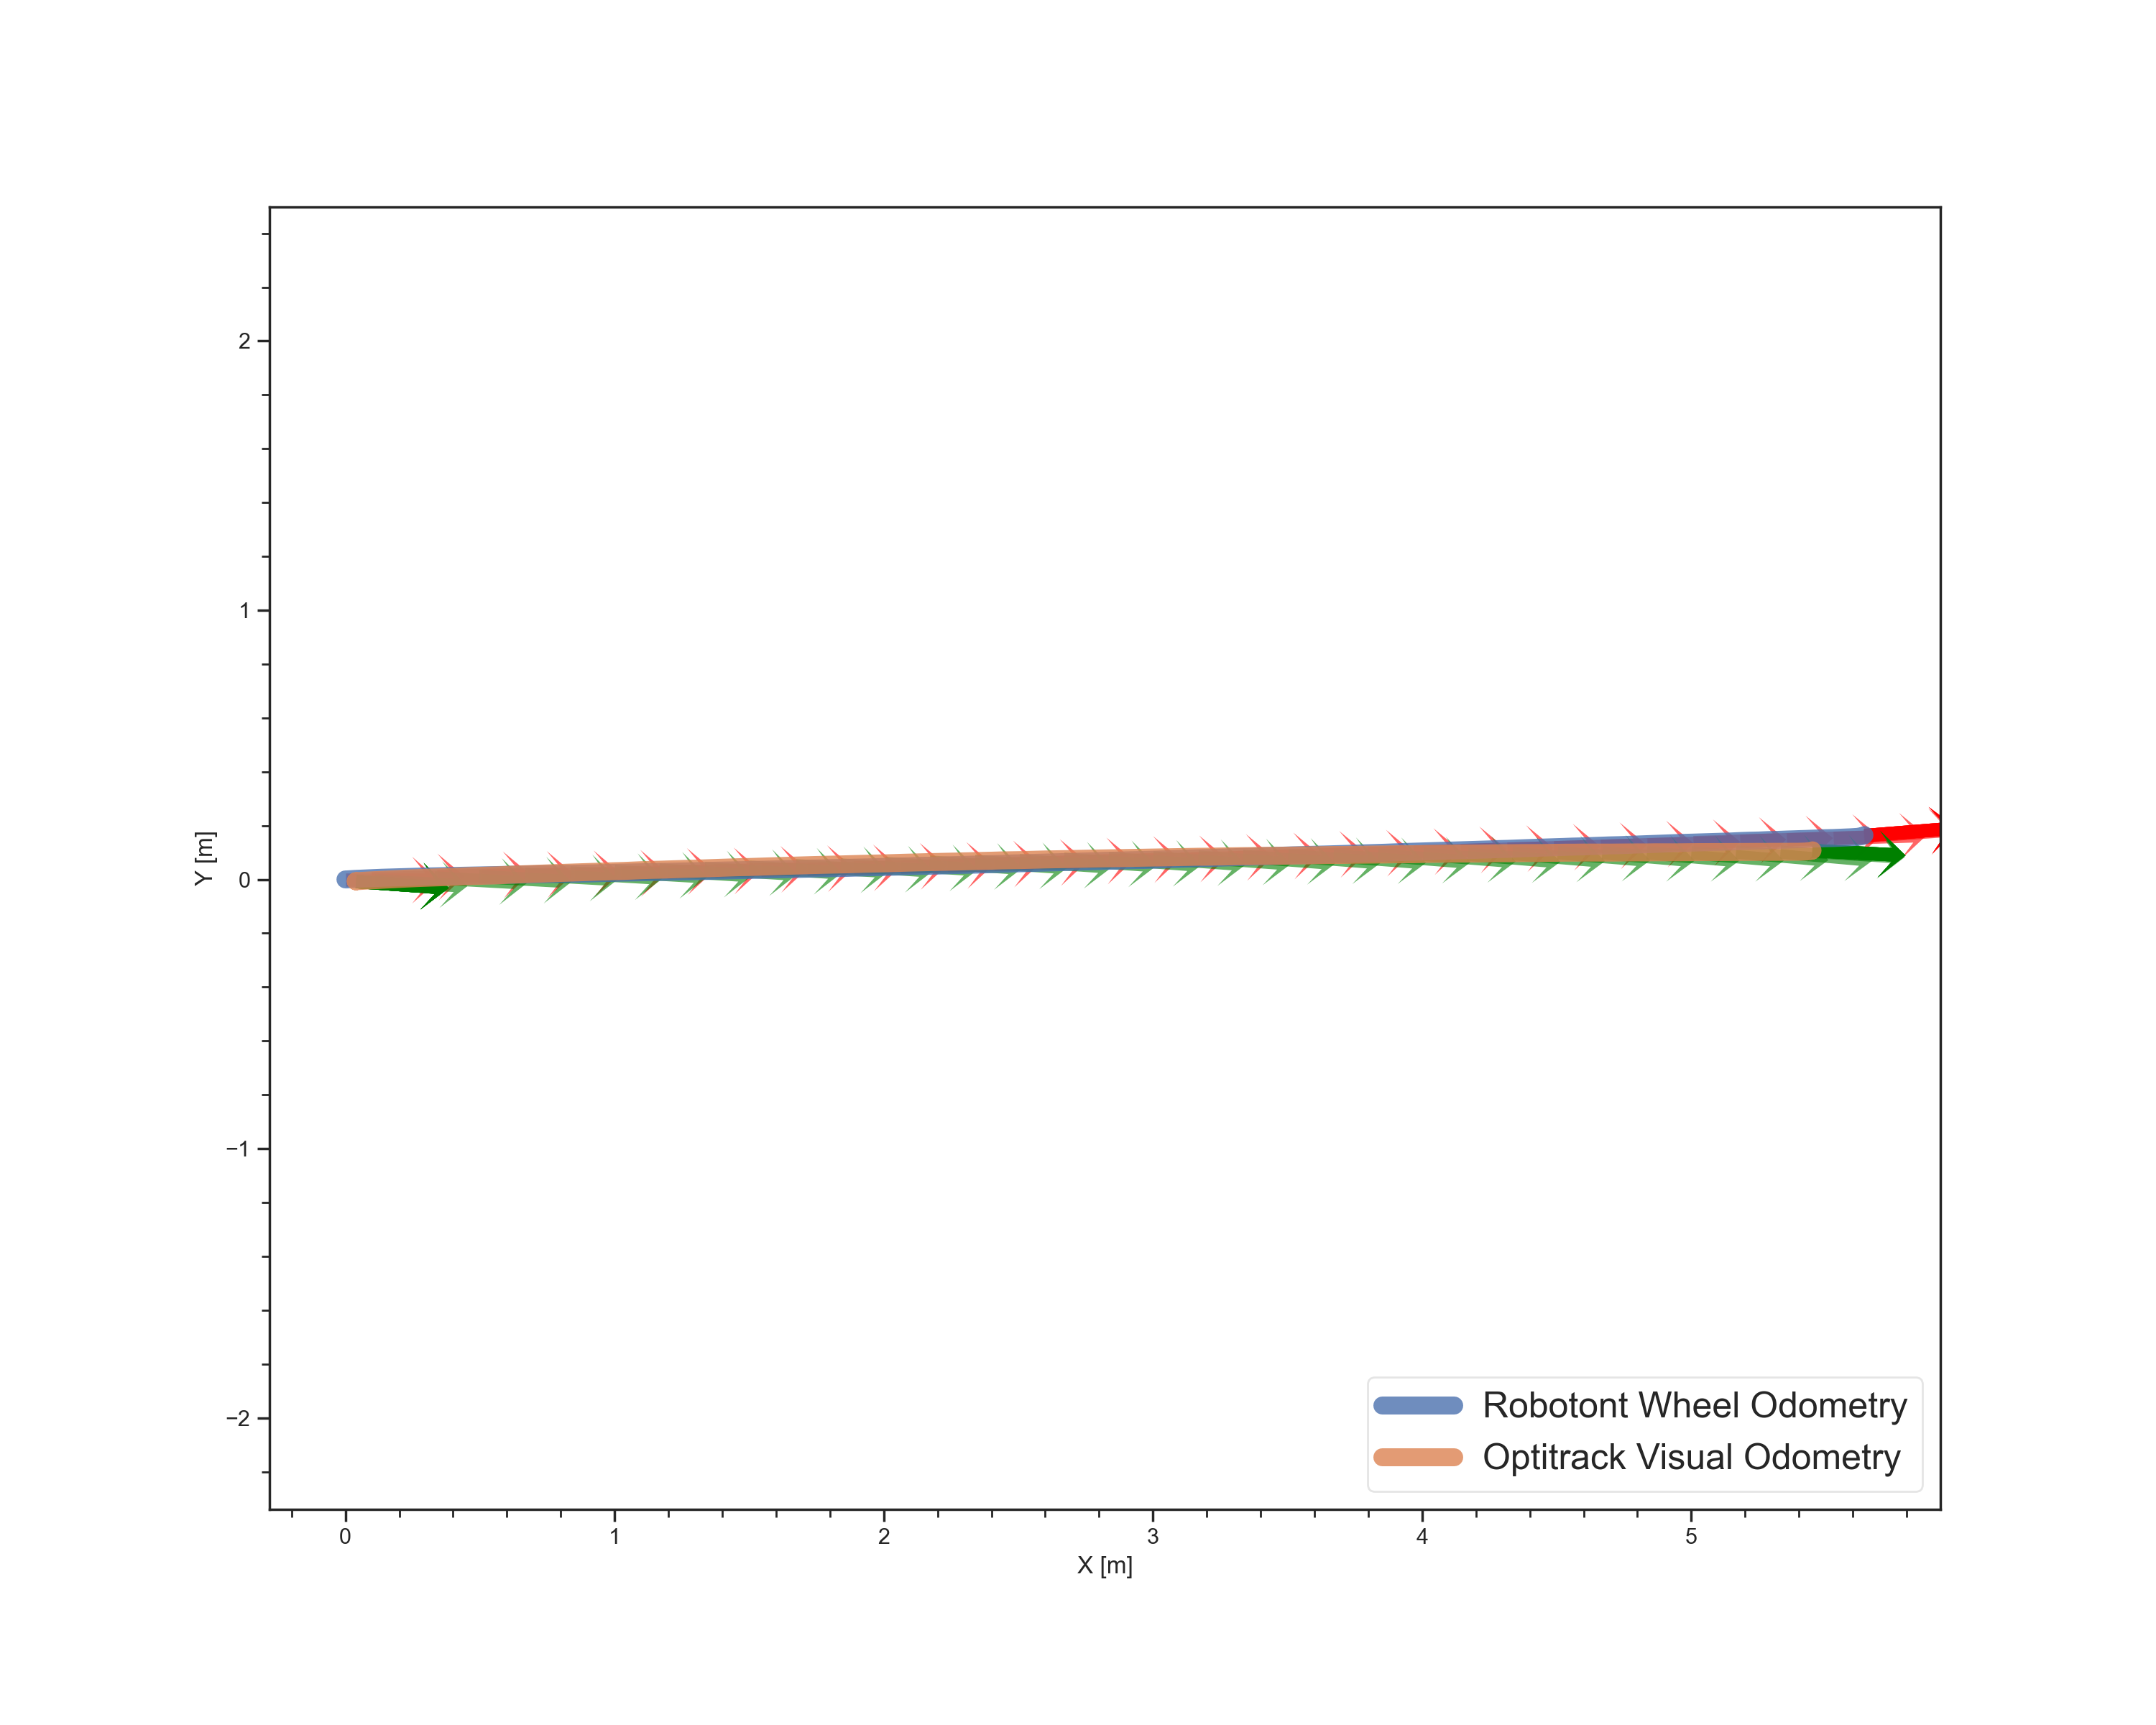 2
1
0
−1
−2
Y [m]
0 1 2 3 4 5
X [m]
Robotont Wheel Odometry
Optitrack Visual Odometry